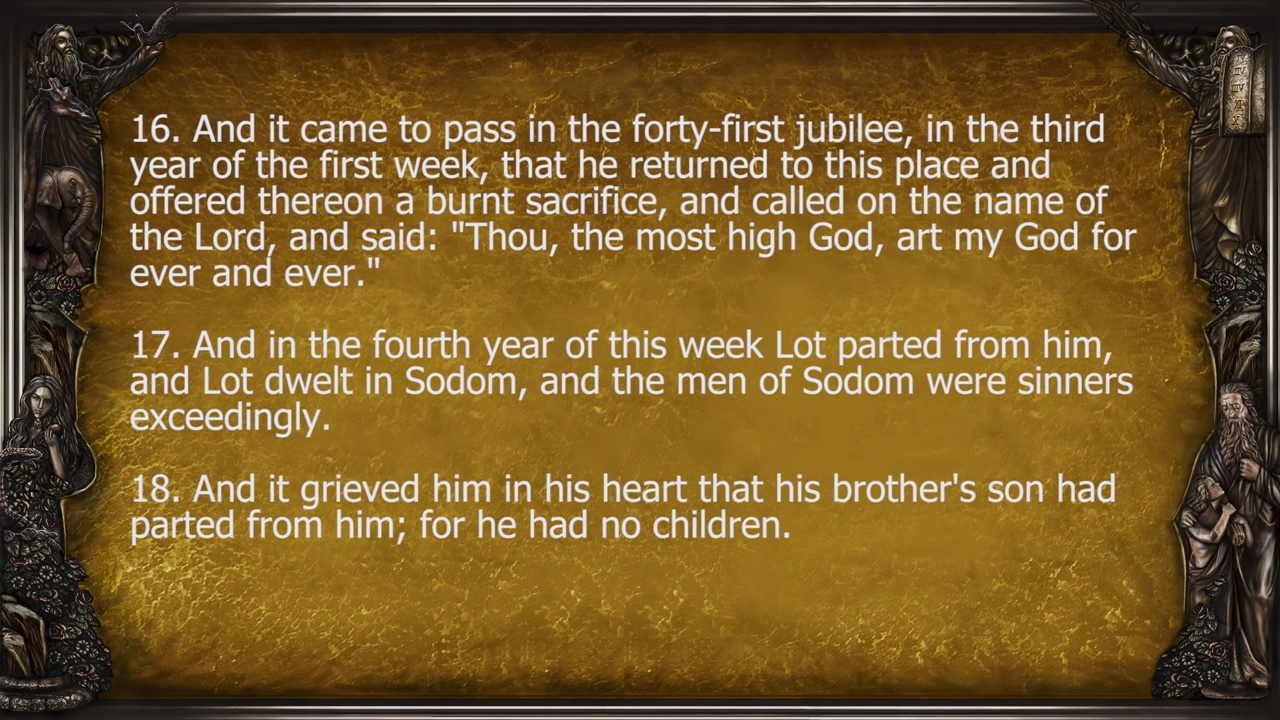 16. And it came to pass in the forty-first jubilee, in the third
year of the first week, that he returned to this place and
offered thereon a burnt sacrifice, and called on the name of
the Lord, and said: "Thou, the most high God, art my God for
ever and ever."
17. And in the fourth year of this week Lot parted from him,
and Lot dwelt in Sodom, and the men of Sodom were sinners
exceedingly.
18. And it grieved him in his heart that his brother's son had
parted from him; for he had no children.